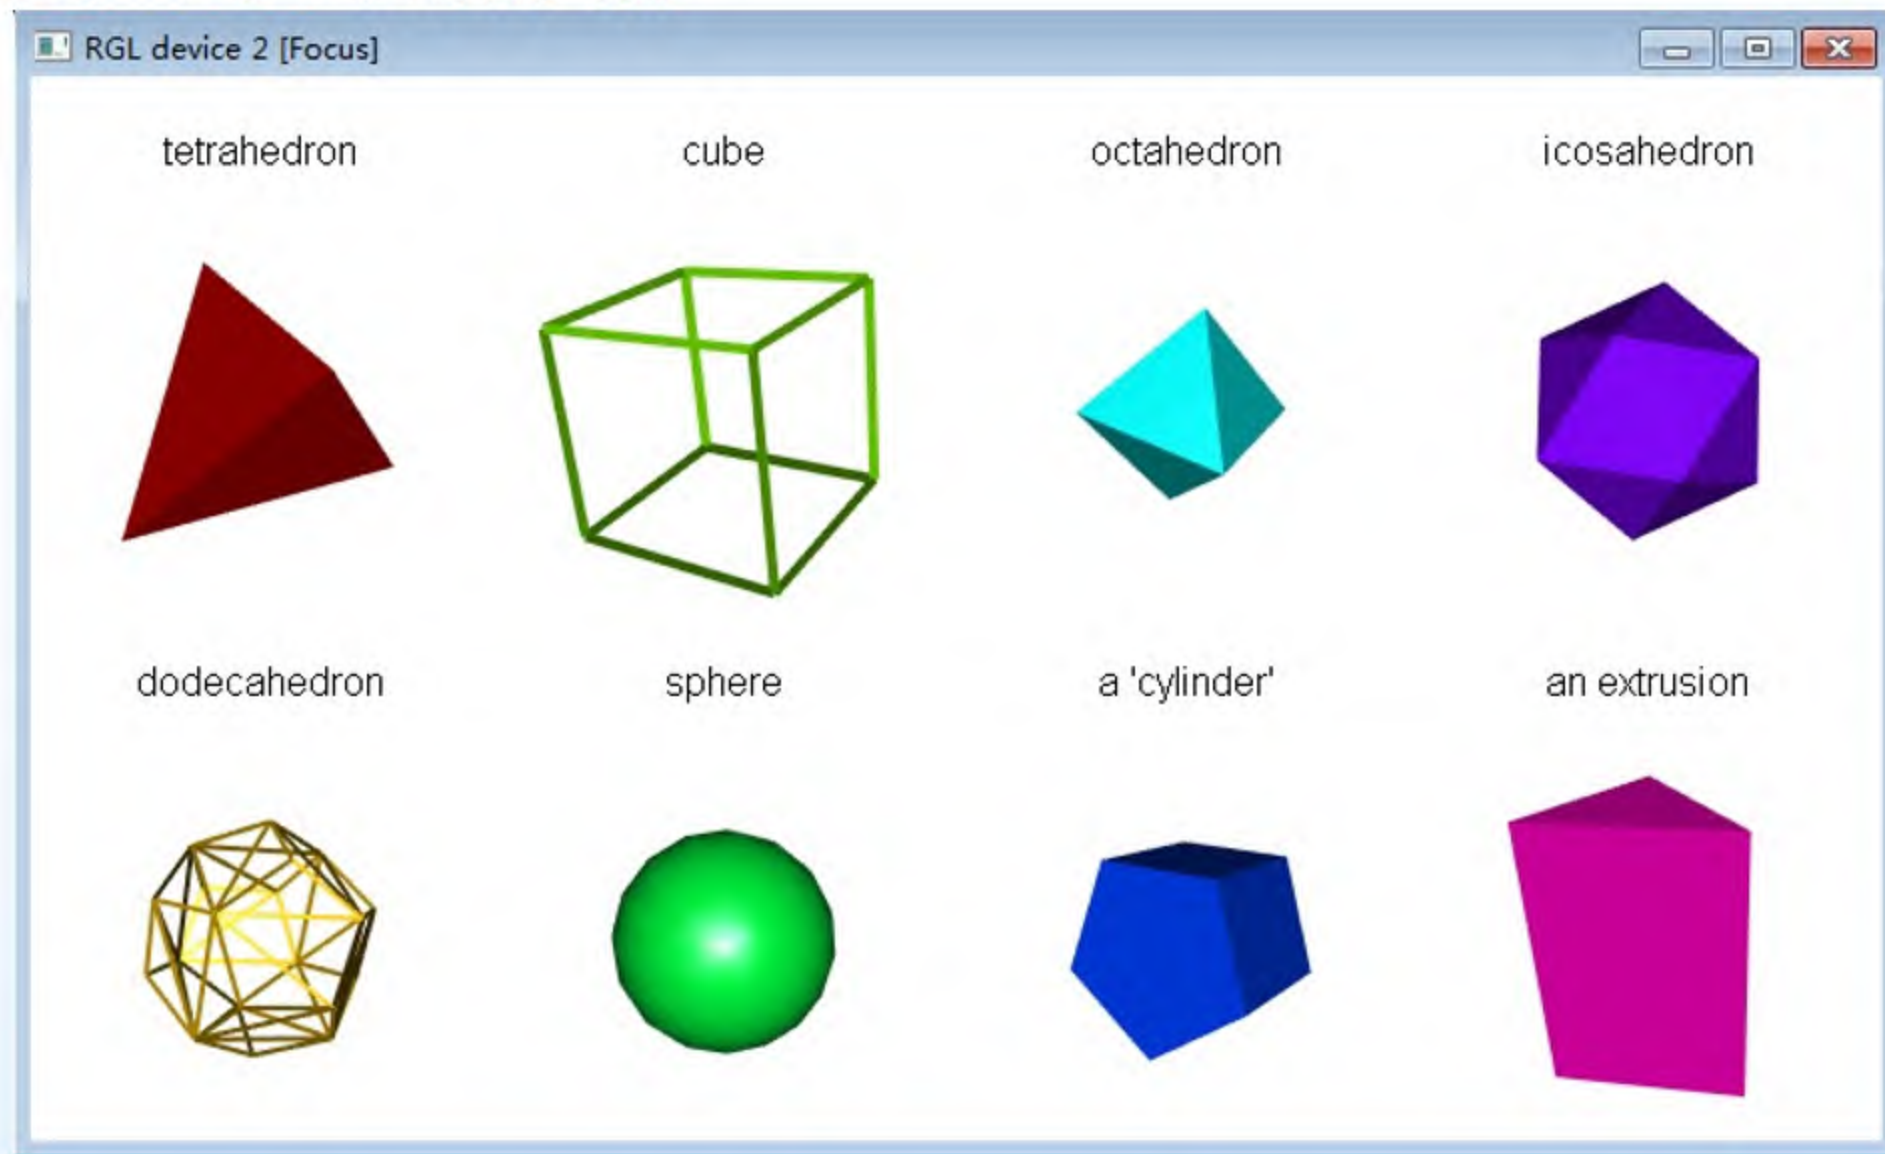 RGL device 2 [Focus]
tetrahedron
cube
octahedron
icosahedron
dodecahedron
sphere
a 'cylinder'
an extrusion